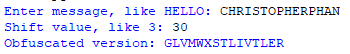 Enter message, like HELLO: CHRISTOPHERPHAN
Shift value, like 3: 30
Obfuscated version: GLVMWXSTLIVTLER